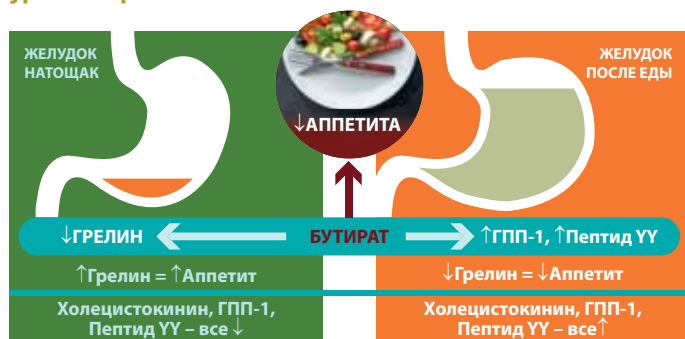 ЖЕЛУДОК
НАТОЩАК
ЖЕЛУДОК
ПОСЛЕ ЕДЫ
↓АППЕТИТА
↓ГРЕЛИН
БУТИРАТ
↑ГПП-1, ↑Пептид YY
↑Грелин = ↑Аппетит
↓Грелин = ↓Аппетит
Холецистокинин, ГПП-1,
Пептид YY – все ↓
Холецистокинин, ГПП-1,
Пептид YY – все↑